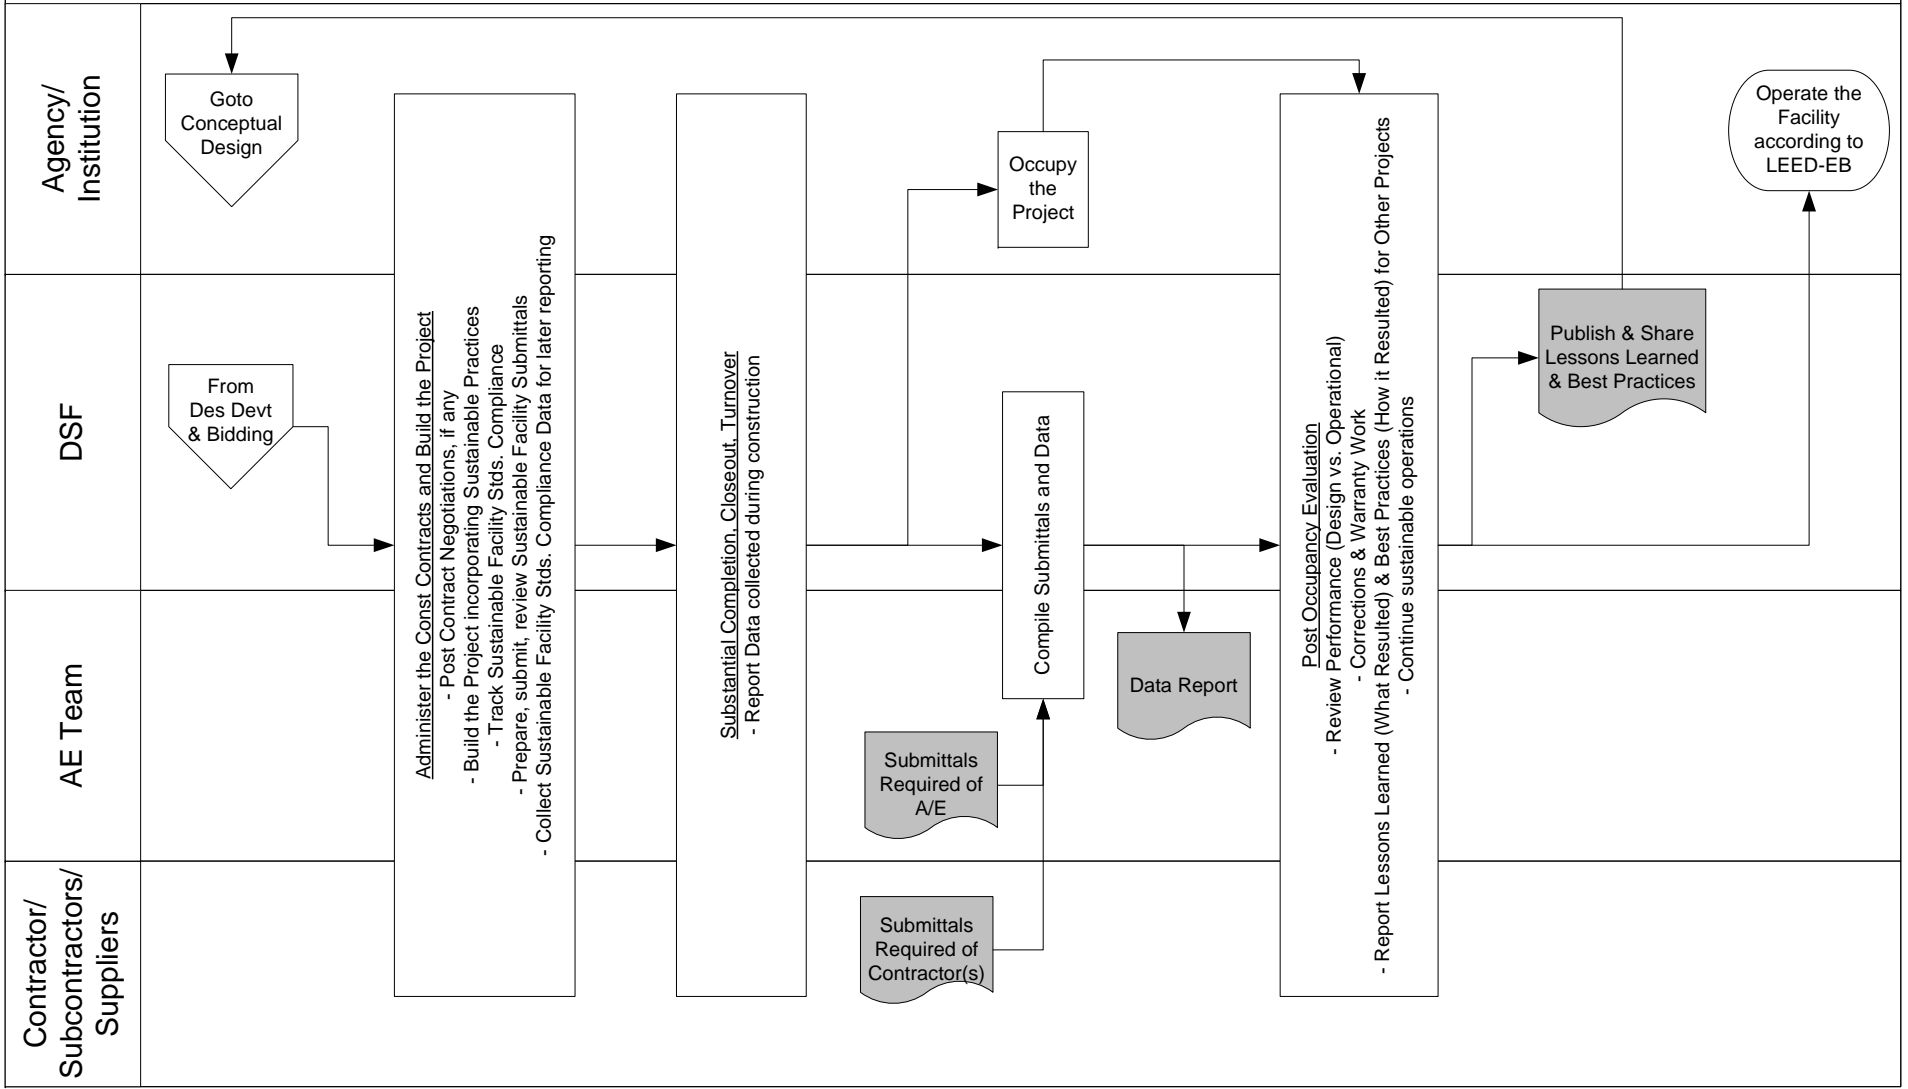 Agency/
Institution
Goto
Conceptual
Design
Occupy
the
Project
Operate the
Facility
according to
LEED-EB
DSF
From
Des Devt
& Bidding
Administer the Const Contracts and Build the Project
- Post Contract Negotiations, if any
- Build the Project incorporating Sustainable Practices
- Track Sustainable Facility Stds. Compliance
- Prepare, submit, review Sustainable Facility Submittals
- Collect Sustainable Facility Stds. Compliance Data for later reporting
Substantial Completion, Closeout, Turnover
- Report Data collected during construction
Compile Submittals and Data
Post Occupancy Evaluation
- Review Performance (Design vs. Operational)
- Corrections & Warranty Work
- Report Lessons Learned (What Resulted) & Best Practices (How it Resulted) for Other Projects
- Continue sustainable operations
Publish & Share
Lessons Learned
& Best Practices
AE Team
Data Report
Submittals
Required of
A/E
Contractor/
Subcontractors/
Suppliers
Submittals
Required of
Contractor(s)